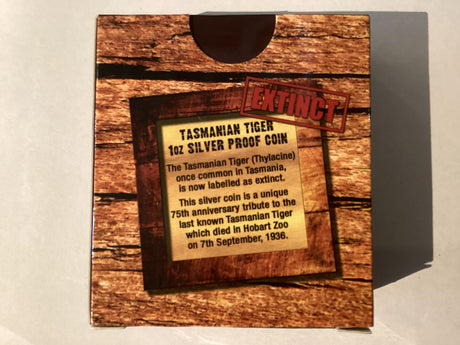 EXTINCT
TASMANIAN TIGER
1oz SILVER PROOF COIN
The Tasmanian Tiger (Thylacine)
once common in Tasmania,
is now labelled as extinct.
This silver coin is a unique
75th anniversary tribute to the
last known Tasmanian Tiger
which died in Hobart Zoo
on 7th September, 1936.